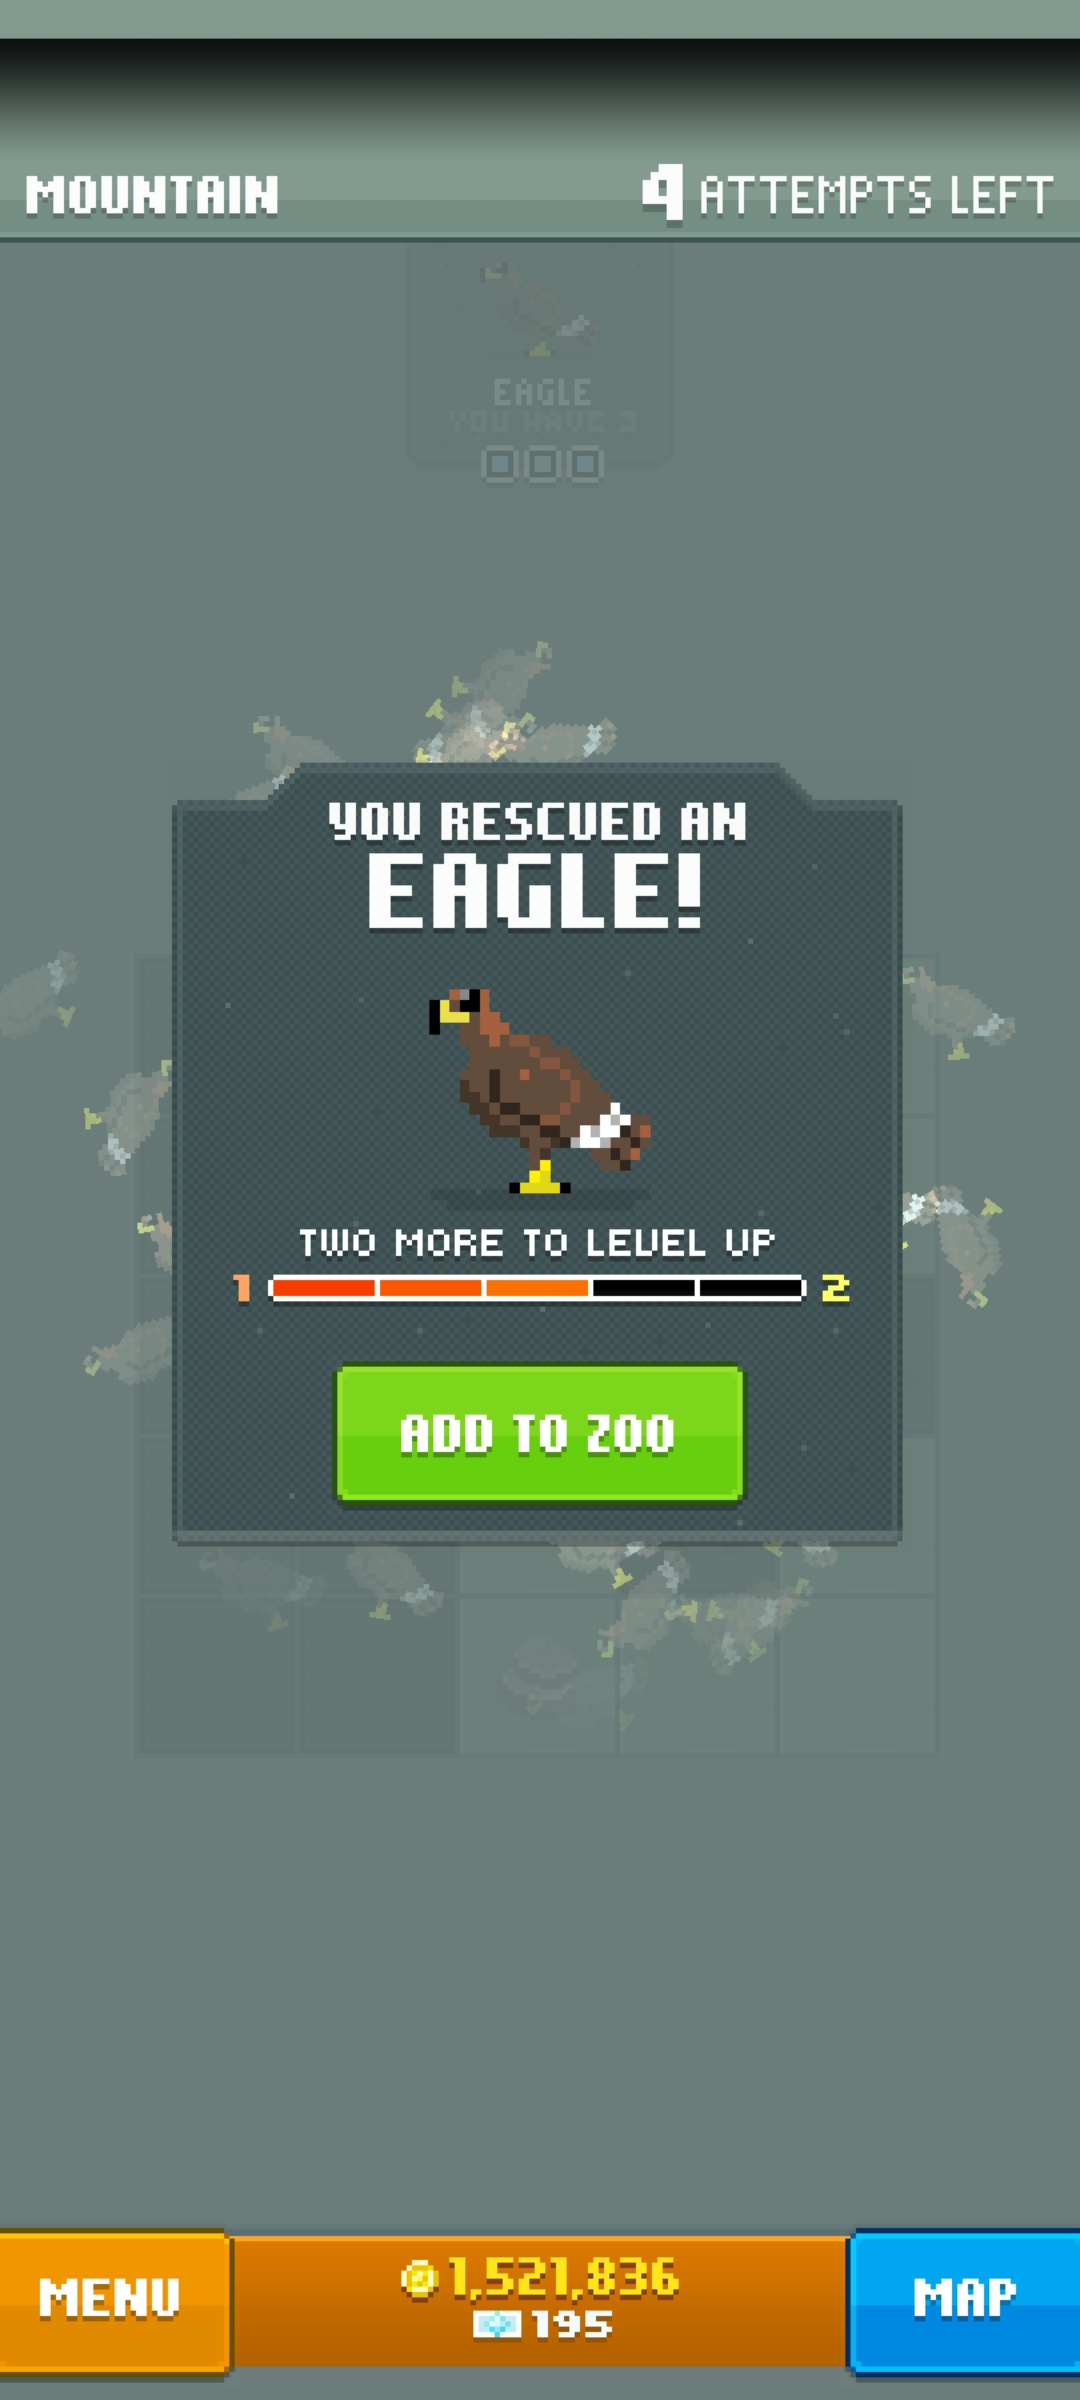 MOUNTAIN
4 ATTEMPTS LEFT
EAGLE
YOU HAVE 3
YOU RESCUED AN
EAGLE!
TWO MORE TO LEVEL UP
1 2
ADD TO ZOO
MENU
1,521,836
195
MAP